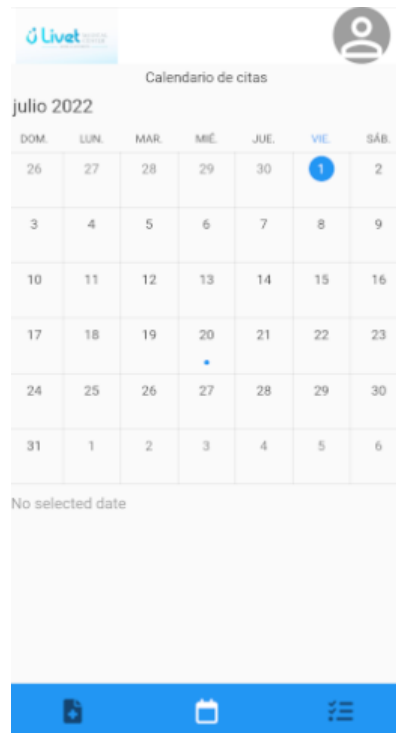 Livet
Calendario de citas
julio 2022
DOM. LUN. MAR. MIÉ. JUE. VIE. SÁB.
26 27 28 29 30 1 2
3 4 5 6 7 8 9
10 11 12 13 14 15 16
17 18 19 20 21 22 23
24 25 26 27 28 29 30
31 1 2 3 4 5 6
No selected date